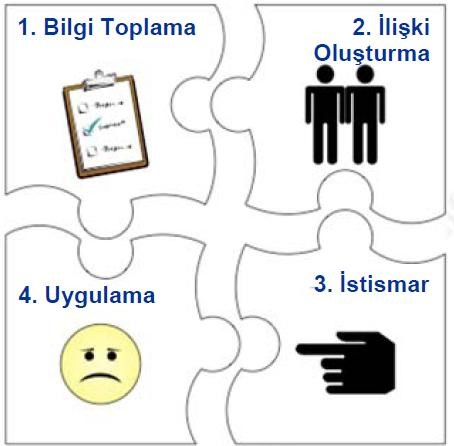 1. Bilgi Toplama
2. İlişki
Oluşturma
4. Uygulama
3. İstismar